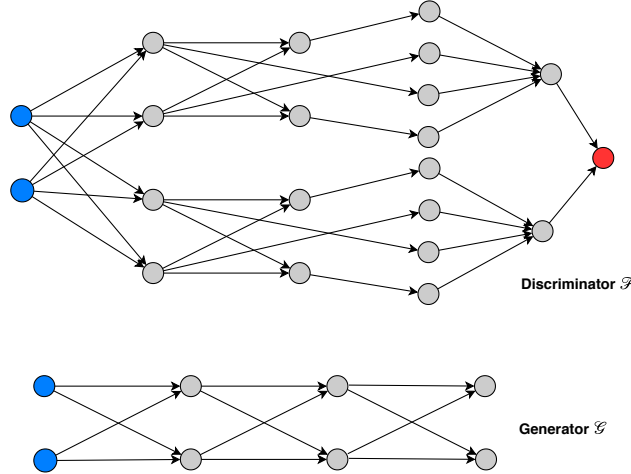 Discriminator ℱ
Generator 𝒢